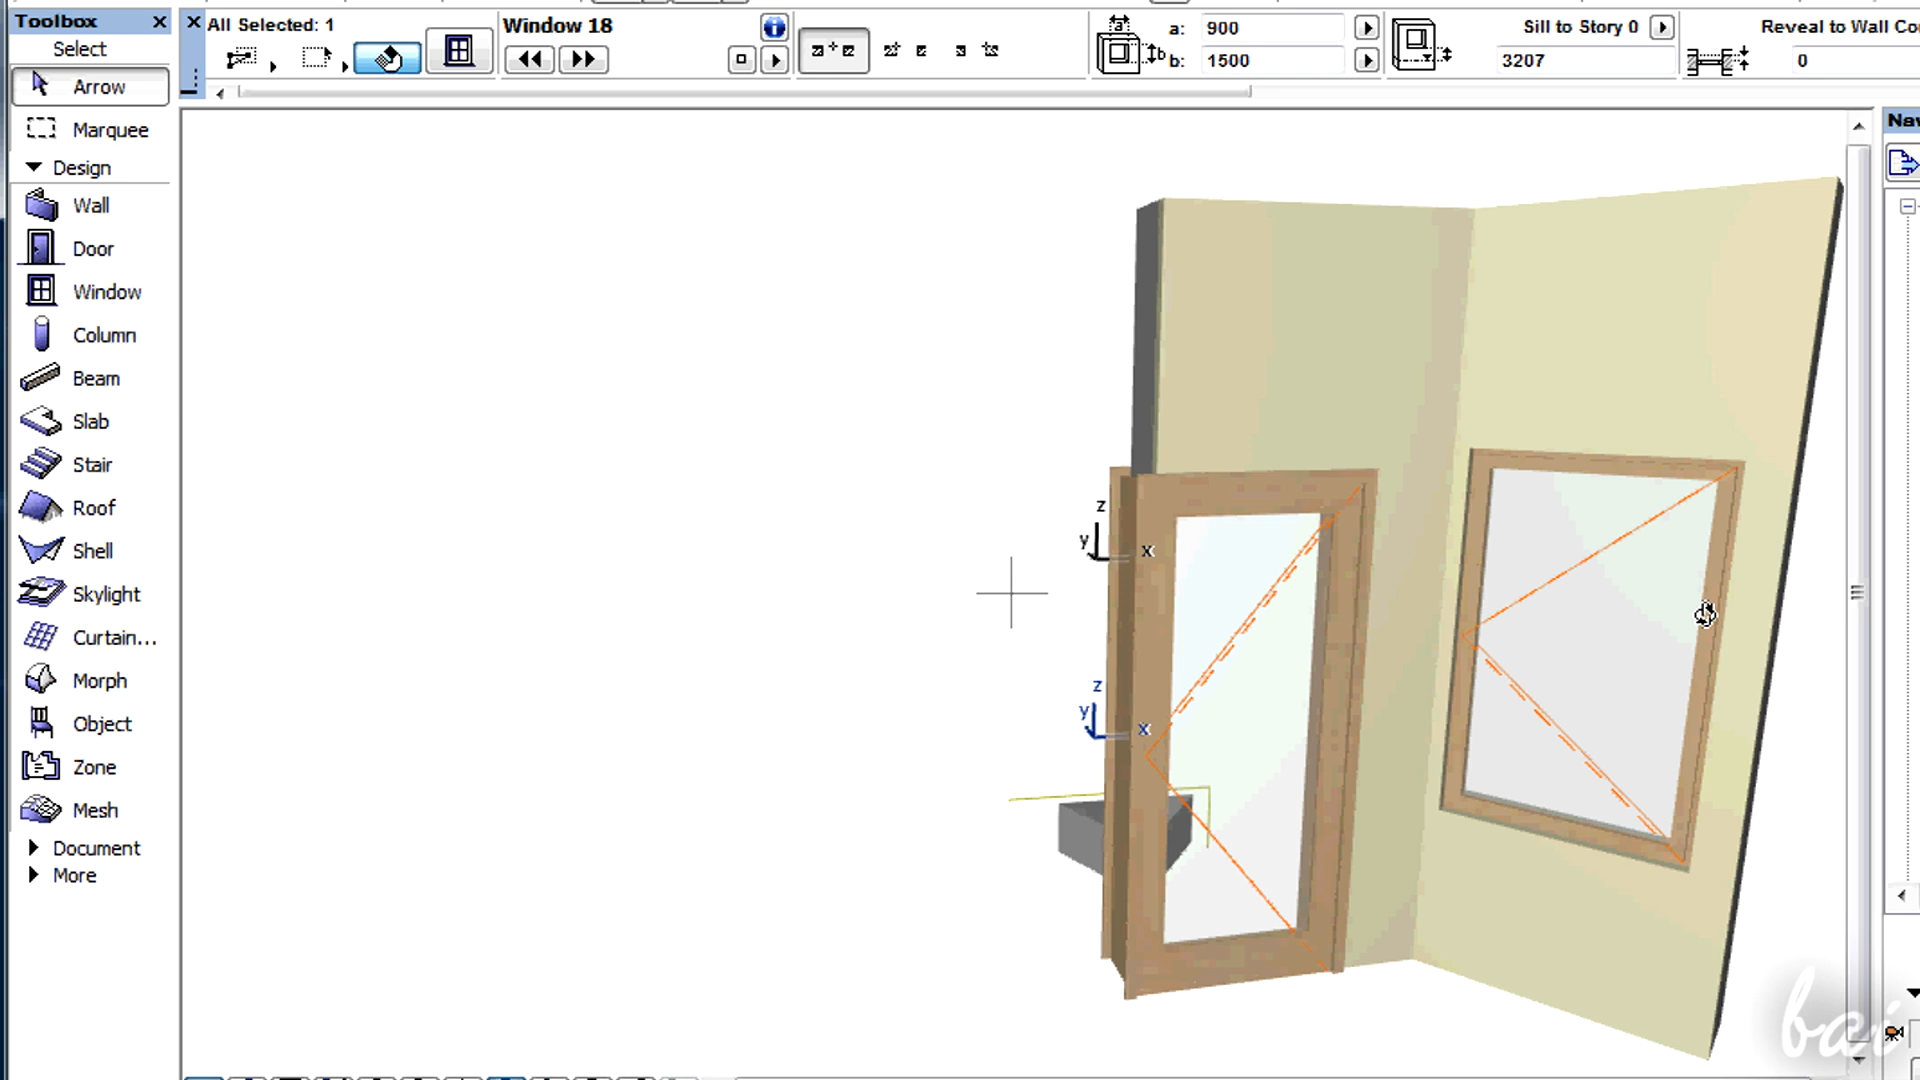 Toolbox
Select
Arrow
Marquee
Design
Wall
Door
Window
Column
Beam
Slab
Stair
Roof
Shell
Skylight
Curtain...
Morph
Object
Zone
Mesh
Document
More
All Selected: 1
Window 18
a: 900
b: 1500
Sill to Story 0
3207
Reveal to Wall Co
0
Nav
z
y
x
z
y
x
bai